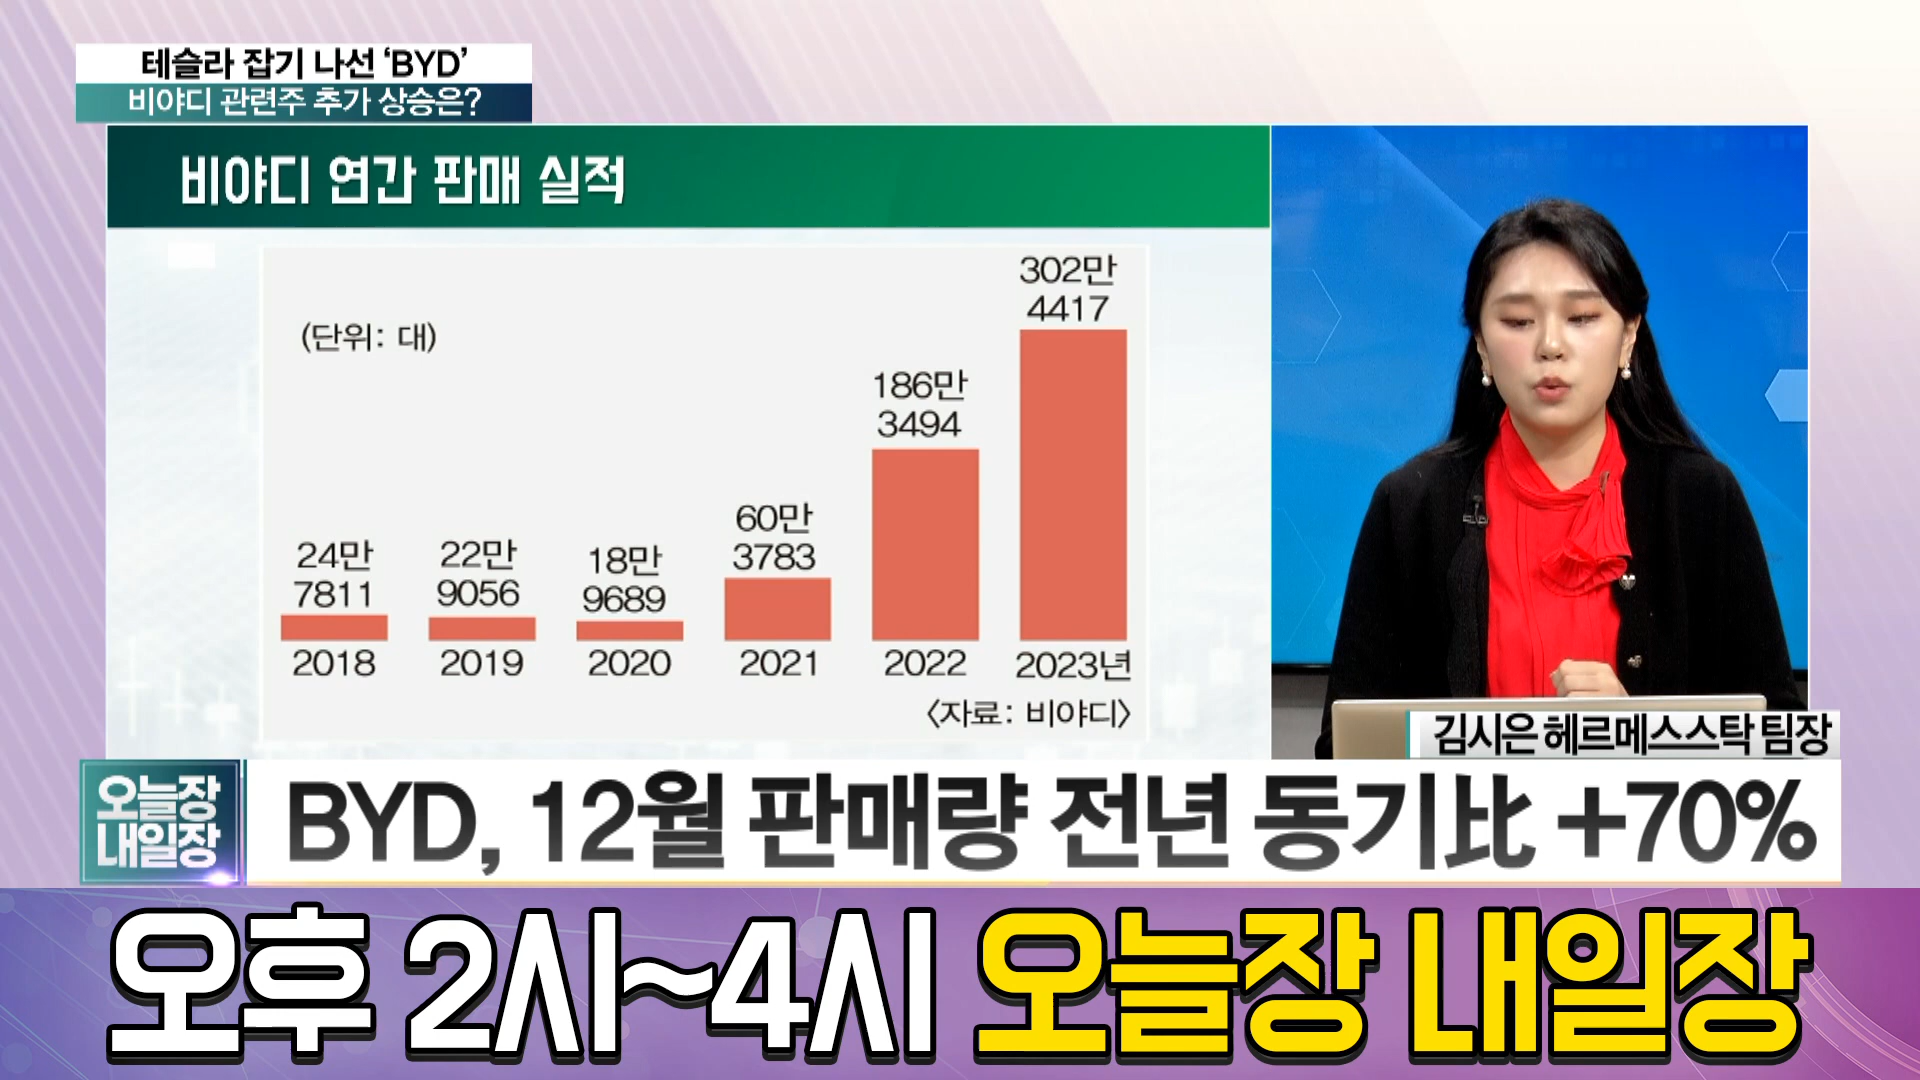 테슬라 잡기 나선 ‘BYD’
비야디 관련주 추가 상승은?
비야디 연간 판매 실적
(단위: 대)
24만
7811
22만
9056
18만
9689
60만
3783
186만
3494
302만
4417
2018 2019 2020 2021 2022 2023년
〈자료: 비야디〉
김시은 헤르메스스탁 팀장
오늘장
내일장
BYD, 12월 판매량 전년 동기比 +70%
오후 2시~4시 오늘장 내일장